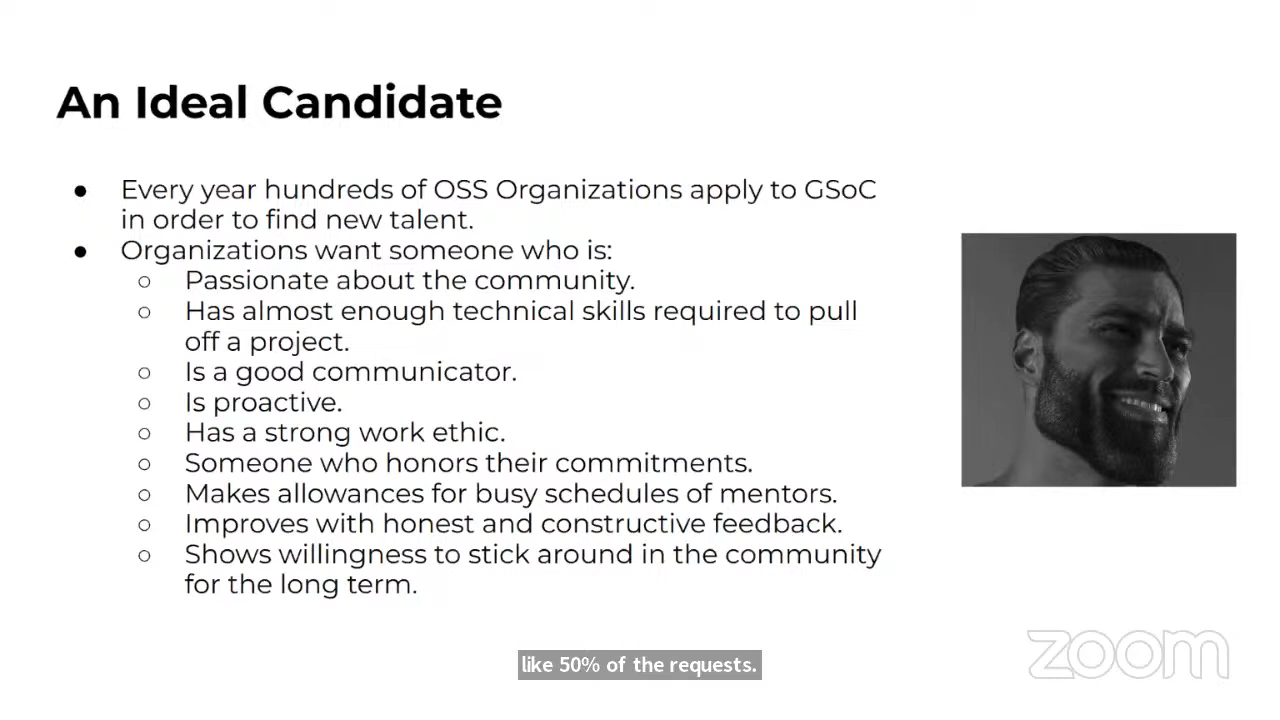 An Ideal Candidate
● Every year hundreds of OSS Organizations apply to GSoC
in order to find new talent.
● Organizations want someone who is:
○ Passionate about the community.
○ Has almost enough technical skills required to pull
off a project.
○ Is a good communicator.
○ Is proactive.
○ Has a strong work ethic.
○ Someone who honors their commitments.
○ Makes allowances for busy schedules of mentors.
○ Improves with honest and constructive feedback.
○ Shows willingness to stick around in the community
for the long term.
like 50% of the requests.
zoom